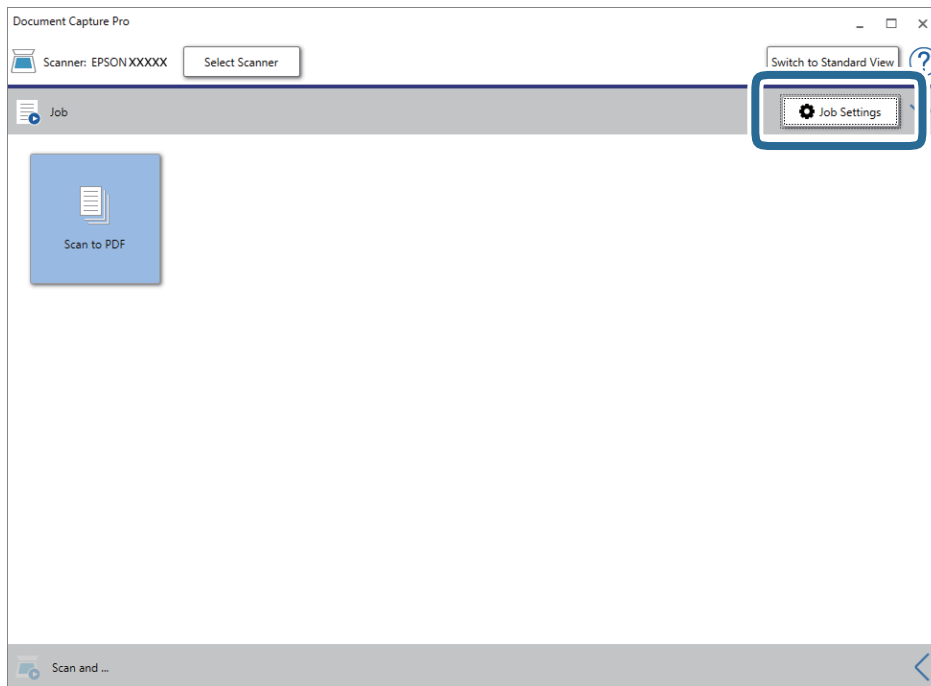 Document Capture Pro
Scanner: EPSON XXXXX
Select Scanner
Switch to Standard View
?
Job
Job Settings
Scan to PDF
Scan and ...